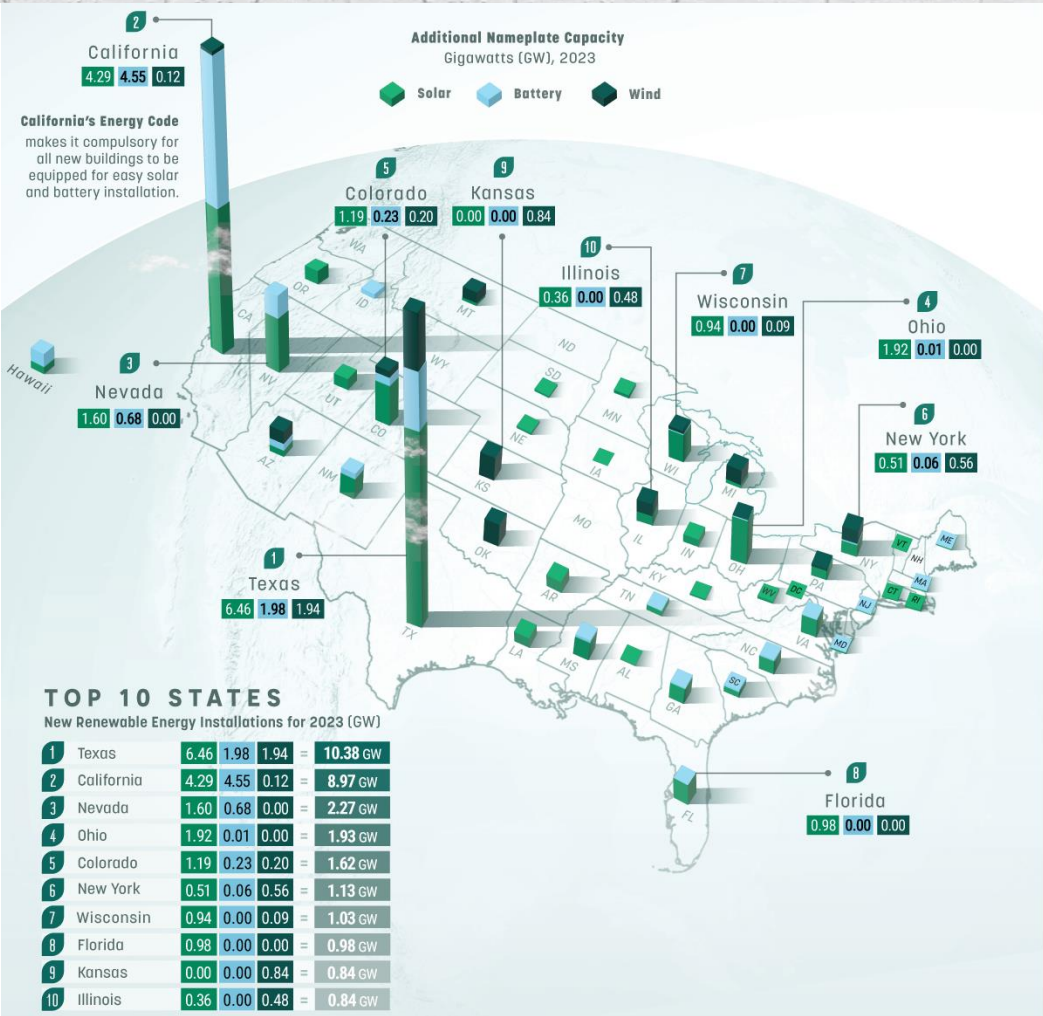 Additional Nameplate Capacity
Gigawatts (GW), 2023
Solar Battery Wind
2
California
4.29 4.55 0.12
California's Energy Code
makes it compulsory for
all new buildings to be
equipped for easy solar
and battery installation.
5
Colorado
1.19 0.23 0.20
9
Kansas
0.00 0.00 0.84
10
Illinois
0.36 0.00 0.48
7
Wisconsin
0.94 0.00 0.09
4
Ohio
1.92 0.01 0.00
3
Nevada
1.60 0.68 0.00
6
New York
0.51 0.06 0.56
1
Texas
6.46 1.98 1.94
8
Florida
0.98 0.00 0.00
Hawaii
WA
OR
ID
MT
CA
NV
UT
WY
CO
ND
SD
MN
NE
IA
WI
MI
AZ
NM
KS
OK
MO
IL
IN
OH
KY
TN
AR
TX
LA
MS
AL
GA
FL
SC
NC
VA
WV
DC
MD
PA
NJ
NY
CT
RI
MA
VT
NH
ME
TOP 10 STATES
New Renewable Energy Installations for 2023 (GW)
1 Texas 6.46 1.98 1.94 = 10.38 GW
2 California 4.29 4.55 0.12 = 8.97 GW
3 Nevada 1.60 0.68 0.00 = 2.27 GW
4 Ohio 1.92 0.01 0.00 = 1.93 GW
5 Colorado 1.19 0.23 0.20 = 1.62 GW
6 New York 0.51 0.06 0.56 = 1.13 GW
7 Wisconsin 0.94 0.00 0.09 = 1.03 GW
8 Florida 0.98 0.00 0.00 = 0.98 GW
9 Kansas 0.00 0.00 0.84 = 0.84 GW
10 Illinois 0.36 0.00 0.48 = 0.84 GW